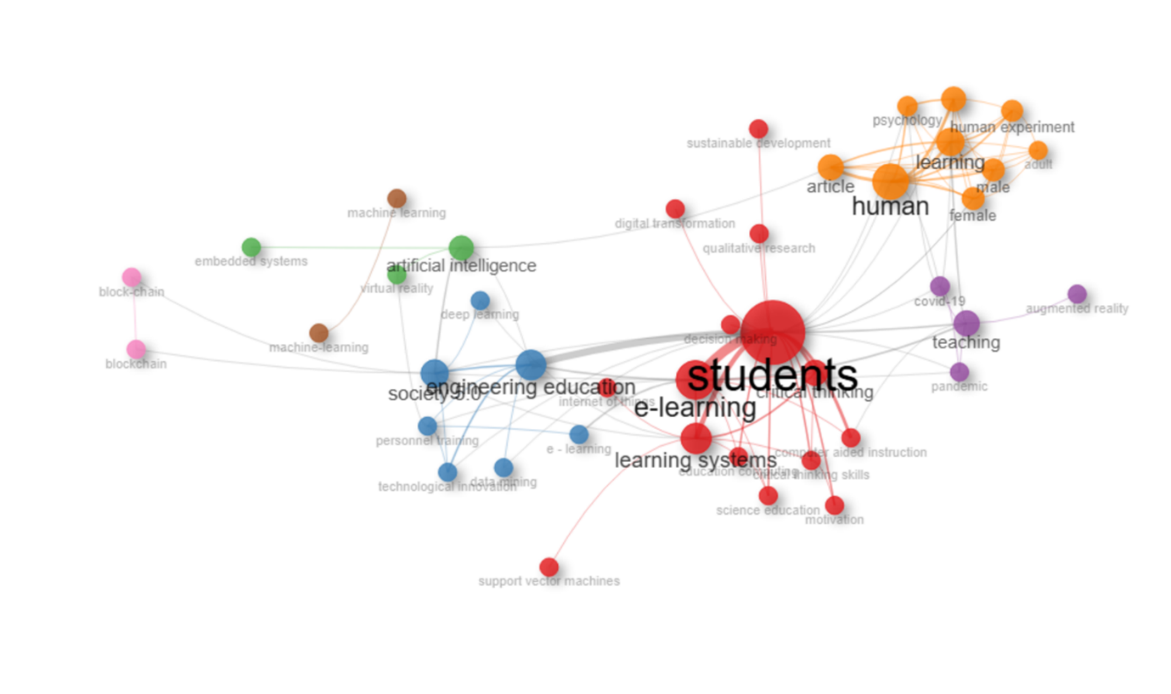 psychology
human experiment
sustainable development
learning
adult
article
male
human
female
machine learning
digital transformation
qualitative research
embedded systems
artificial intelligence
virtual reality
block-chain
covid-19
augmented reality
deep learning
decision making
teaching
machine-learning
blockchain
students
pandemic
engineering education
society 5.0
critical thinking
internet of things
e-learning
personnel training
e - learning
computer aided instruction
learning systems
education computing
critical thinking skills
data mining
technological innovation
science education
motivation
support vector machines